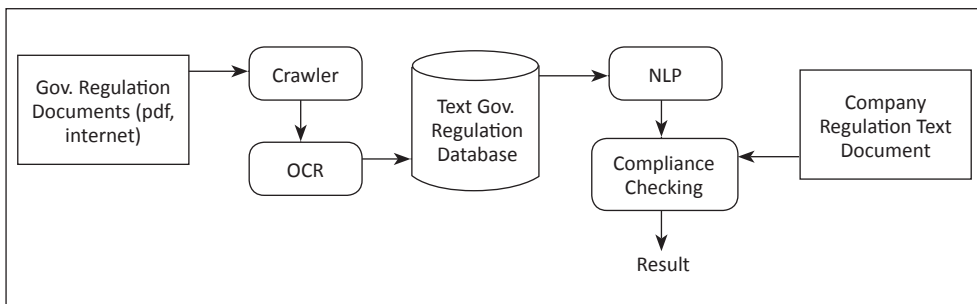 Gov. Regulation
Documents (pdf,
internet)
Crawler
OCR
Text Gov.
Regulation
Database
NLP
Compliance
Checking
Result
Company
Regulation Text
Document